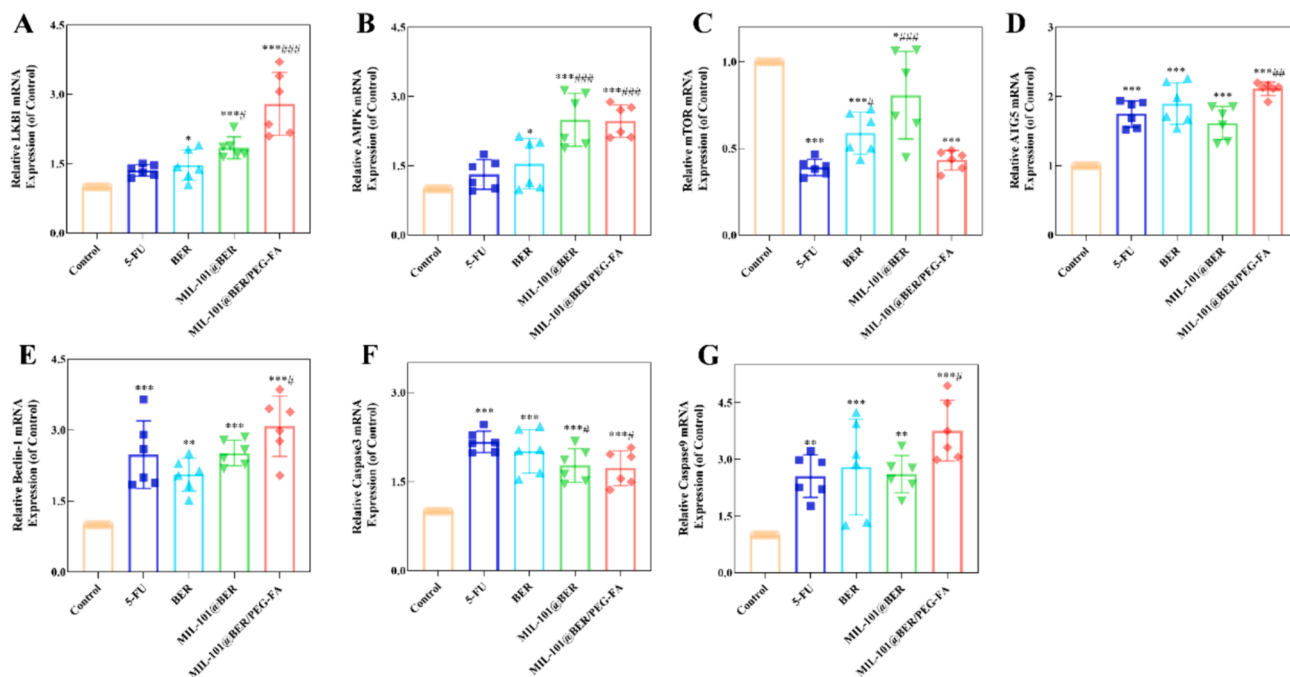 A
Relative LKB1 mRNA
Expression (of Control)
4.5
3.0
1.5
0.0
*
***#
***###
Control
5-FU
BER
MIL-101@BER
MIL-101@BER/PEG-FA
B
Relative AMPK mRNA
Expression (of Control)
4.5
3.0
1.5
0.0
*
***###
***###
Control
5-FU
BER
MIL-101@BER
MIL-101@BER/PEG-FA
C
Relative mTOR mRNA
Expression (of Control)
1.0
0.5
0.0
***
***#
*###
***
Control
5-FU
BER
MIL-101@BER
MIL-101@BER/PEG-FA
D
Relative ATG5 mRNA
Expression (of Control)
3
2
1
0
***
***
***
***##
Control
5-FU
BER
MIL-101@BER
MIL-101@BER/PEG-FA
E
Relative Beclin-1 mRNA
Expression (of Control)
4.5
3.0
1.5
0.0
***
**
***
***#
Control
5-FU
BER
MIL-101@BER
MIL-101@BER/PEG-FA
F
Relative Caspase3 mRNA
Expression (of Control)
3.0
1.5
0.0
***
***
***#
***#
Control
5-FU
BER
MIL-101@BER
MIL-101@BER/PEG-FA
G
Relative Caspase9 mRNA
Expression (of Control)
4.5
3.0
1.5
0.0
**
***
**
***#
Control
5-FU
BER
MIL-101@BER
MIL-101@BER/PEG-FA